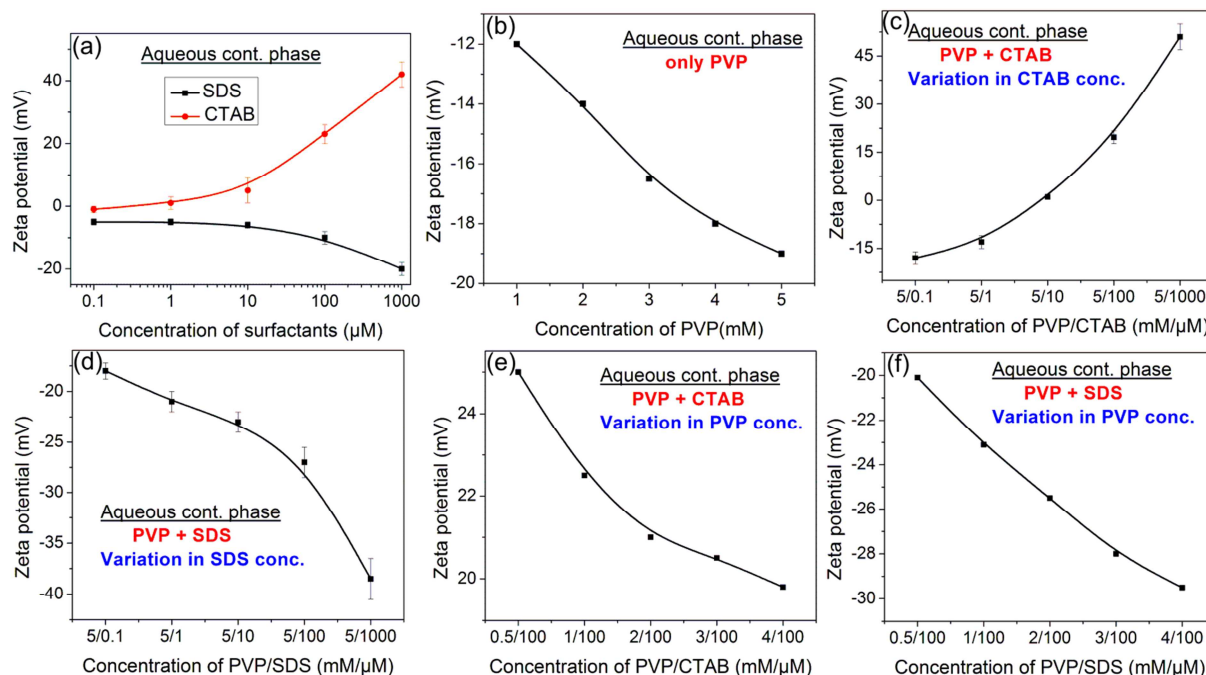 (a)
Aqueous cont. phase
SDS
CTAB
Zeta potential (mV)
40
20
0
-20
0.1 1 10 100 1000
Concentration of surfactants (µM)
(b)
Aqueous cont. phase
only PVP
Zeta potential (mV)
-12
-14
-16
-18
-20
1 2 3 4 5
Concentration of PVP(mM)
(c)
Aqueous cont. phase
PVP + CTAB
Variation in CTAB conc.
Zeta potential (mV)
45
30
15
0
-15
5/0.1 5/1 5/10 5/100 5/1000
Concentration of PVP/CTAB (mM/µM)
(d)
Zeta potential (mV)
-20
-25
-30
-35
-40
Aqueous cont. phase
PVP + SDS
Variation in SDS conc.
5/0.1 5/1 5/10 5/100 5/1000
Concentration of PVP/SDS (mM/µM)
(e)
Aqueous cont. phase
PVP + CTAB
Variation in PVP conc.
Zeta potential (mV)
24
22
20
0.5/100 1/100 2/100 3/100 4/100
Concentration of PVP/CTAB (mM/µM)
(f)
Aqueous cont. phase
PVP + SDS
Variation in PVP conc.
Zeta potential (mV)
-20
-22
-24
-26
-28
-30
0.5/100 1/100 2/100 3/100 4/100
Concentration of PVP/SDS (mM/µM)